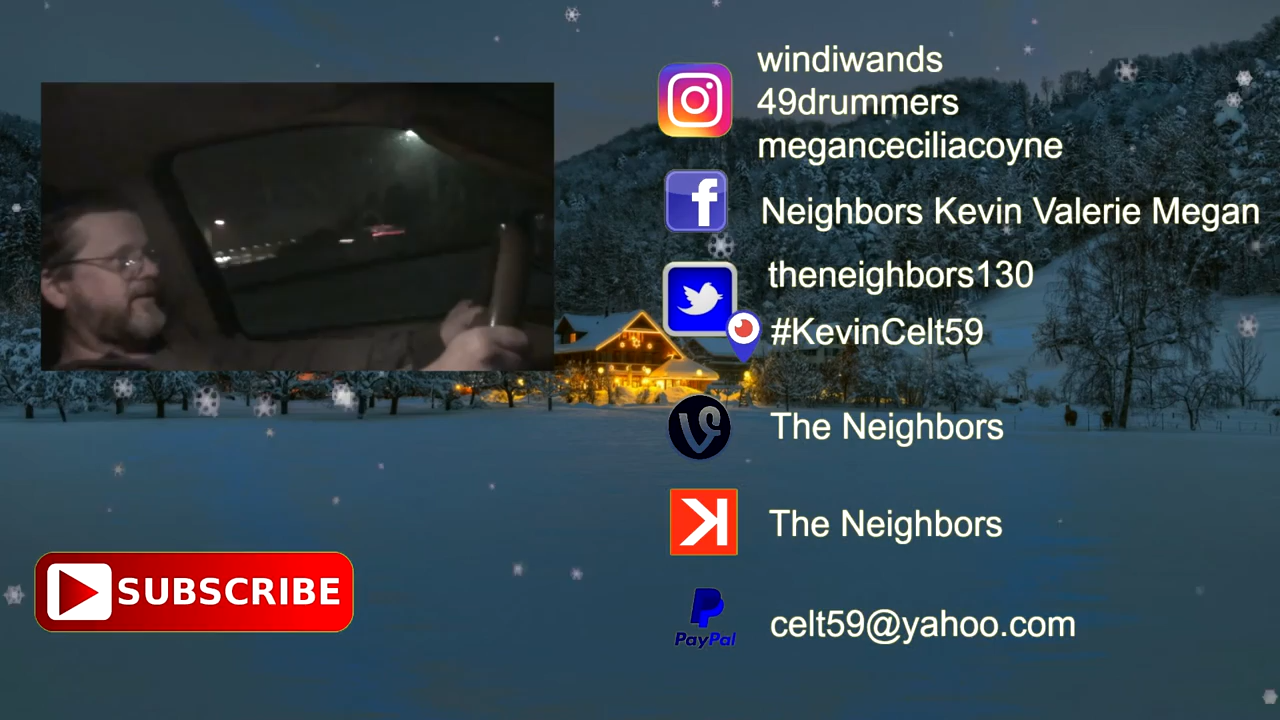 windiwands
49drummers
meganceciliacoyne
Neighbors Kevin Valerie Megan
theneighbors130
#KevinCelt59
The Neighbors
The Neighbors
SUBSCRIBE
PayPal
celt59@yahoo.com